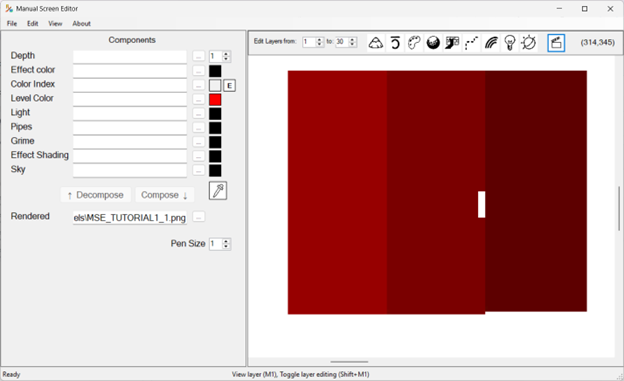 Manual Screen Editor
File Edit View About
Components
Edit Layers from: 1 to: 30 (314,345)
Depth ... 1
Effect color ...
Color Index ... E
Level Color ...
Light ...
Pipes ...
Grime ...
Effect Shading ...
Sky ...
↑ Decompose Compose ↓
Rendered els\MSE_TUTORIAL1_1.png ...
Pen Size 1
Ready View layer (M1), Toggle layer editing (Shift+M1)